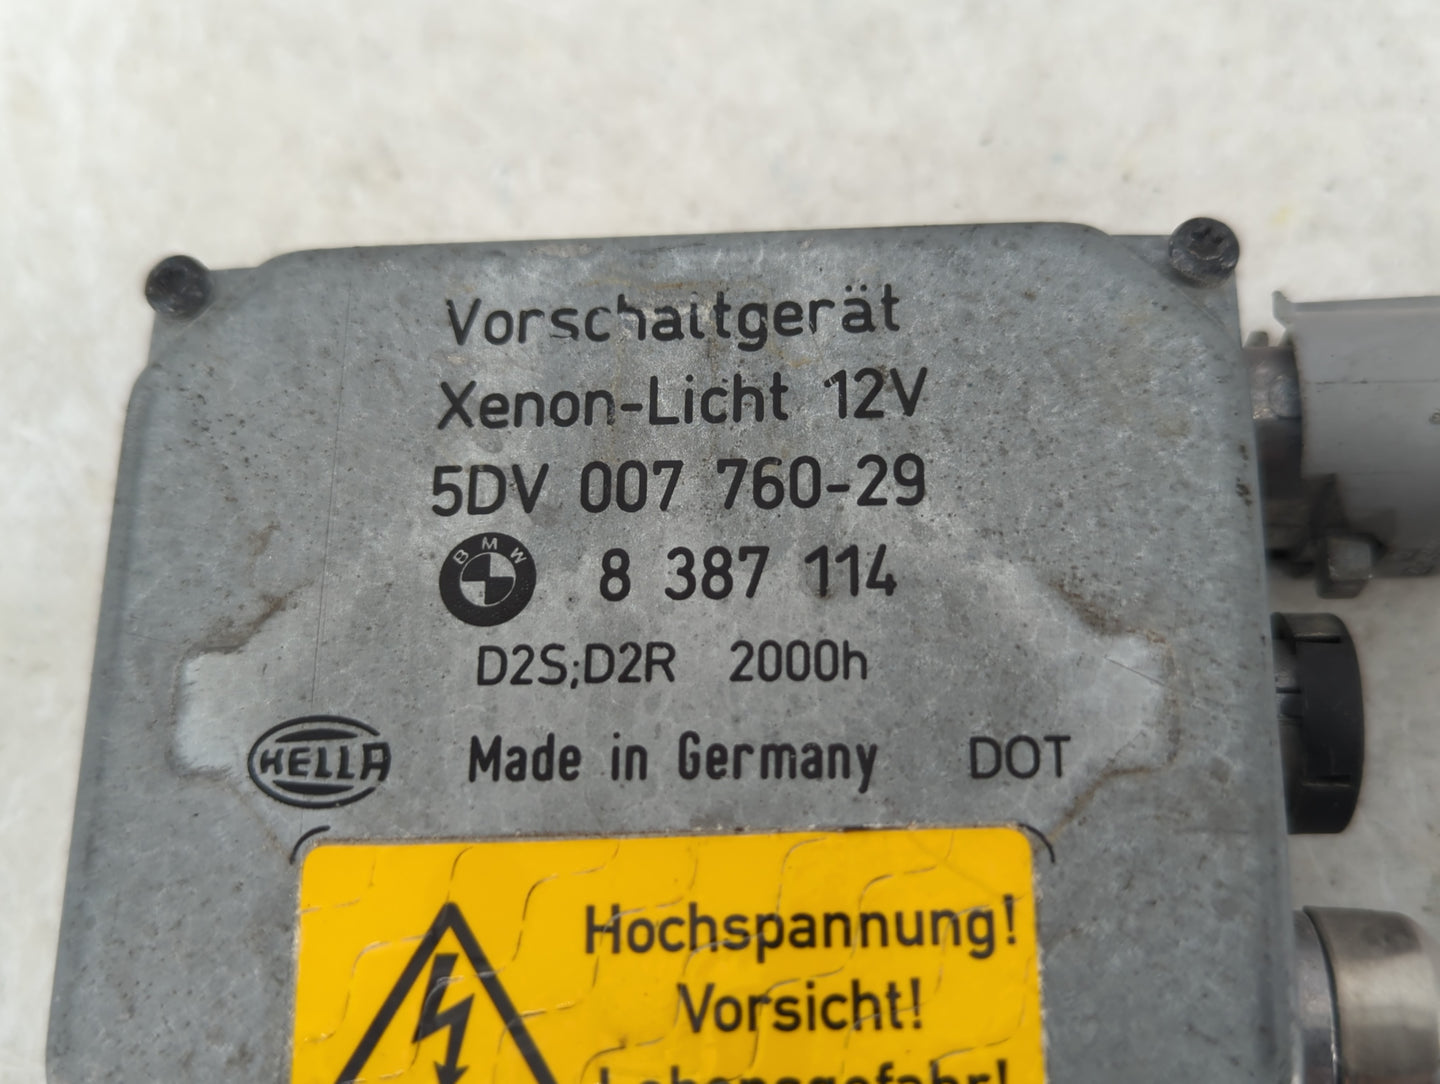 Vorschaltgerät
Xenon-Licht 12V
5DV 007 760-29
BMW 8 387 114
D2S;D2R 2000h
HELLA Made in Germany DOT
Hochspannung!
Vorsicht!
Lebensgefahr!